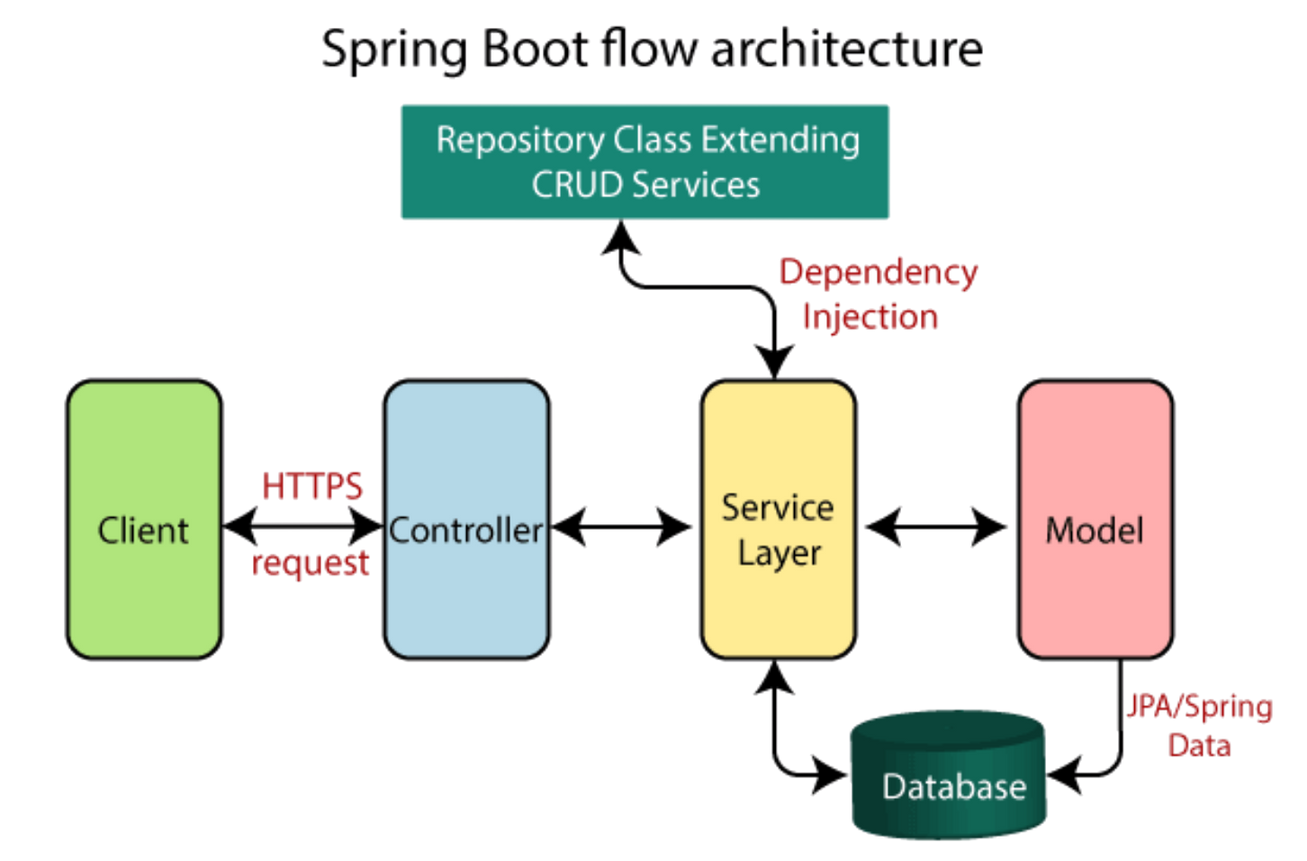 Spring Boot flow architecture
Repository Class Extending
CRUD Services
Dependency
Injection
Client
HTTPS
request
Controller
Service
Layer
Model
JPA/Spring
Data
Database